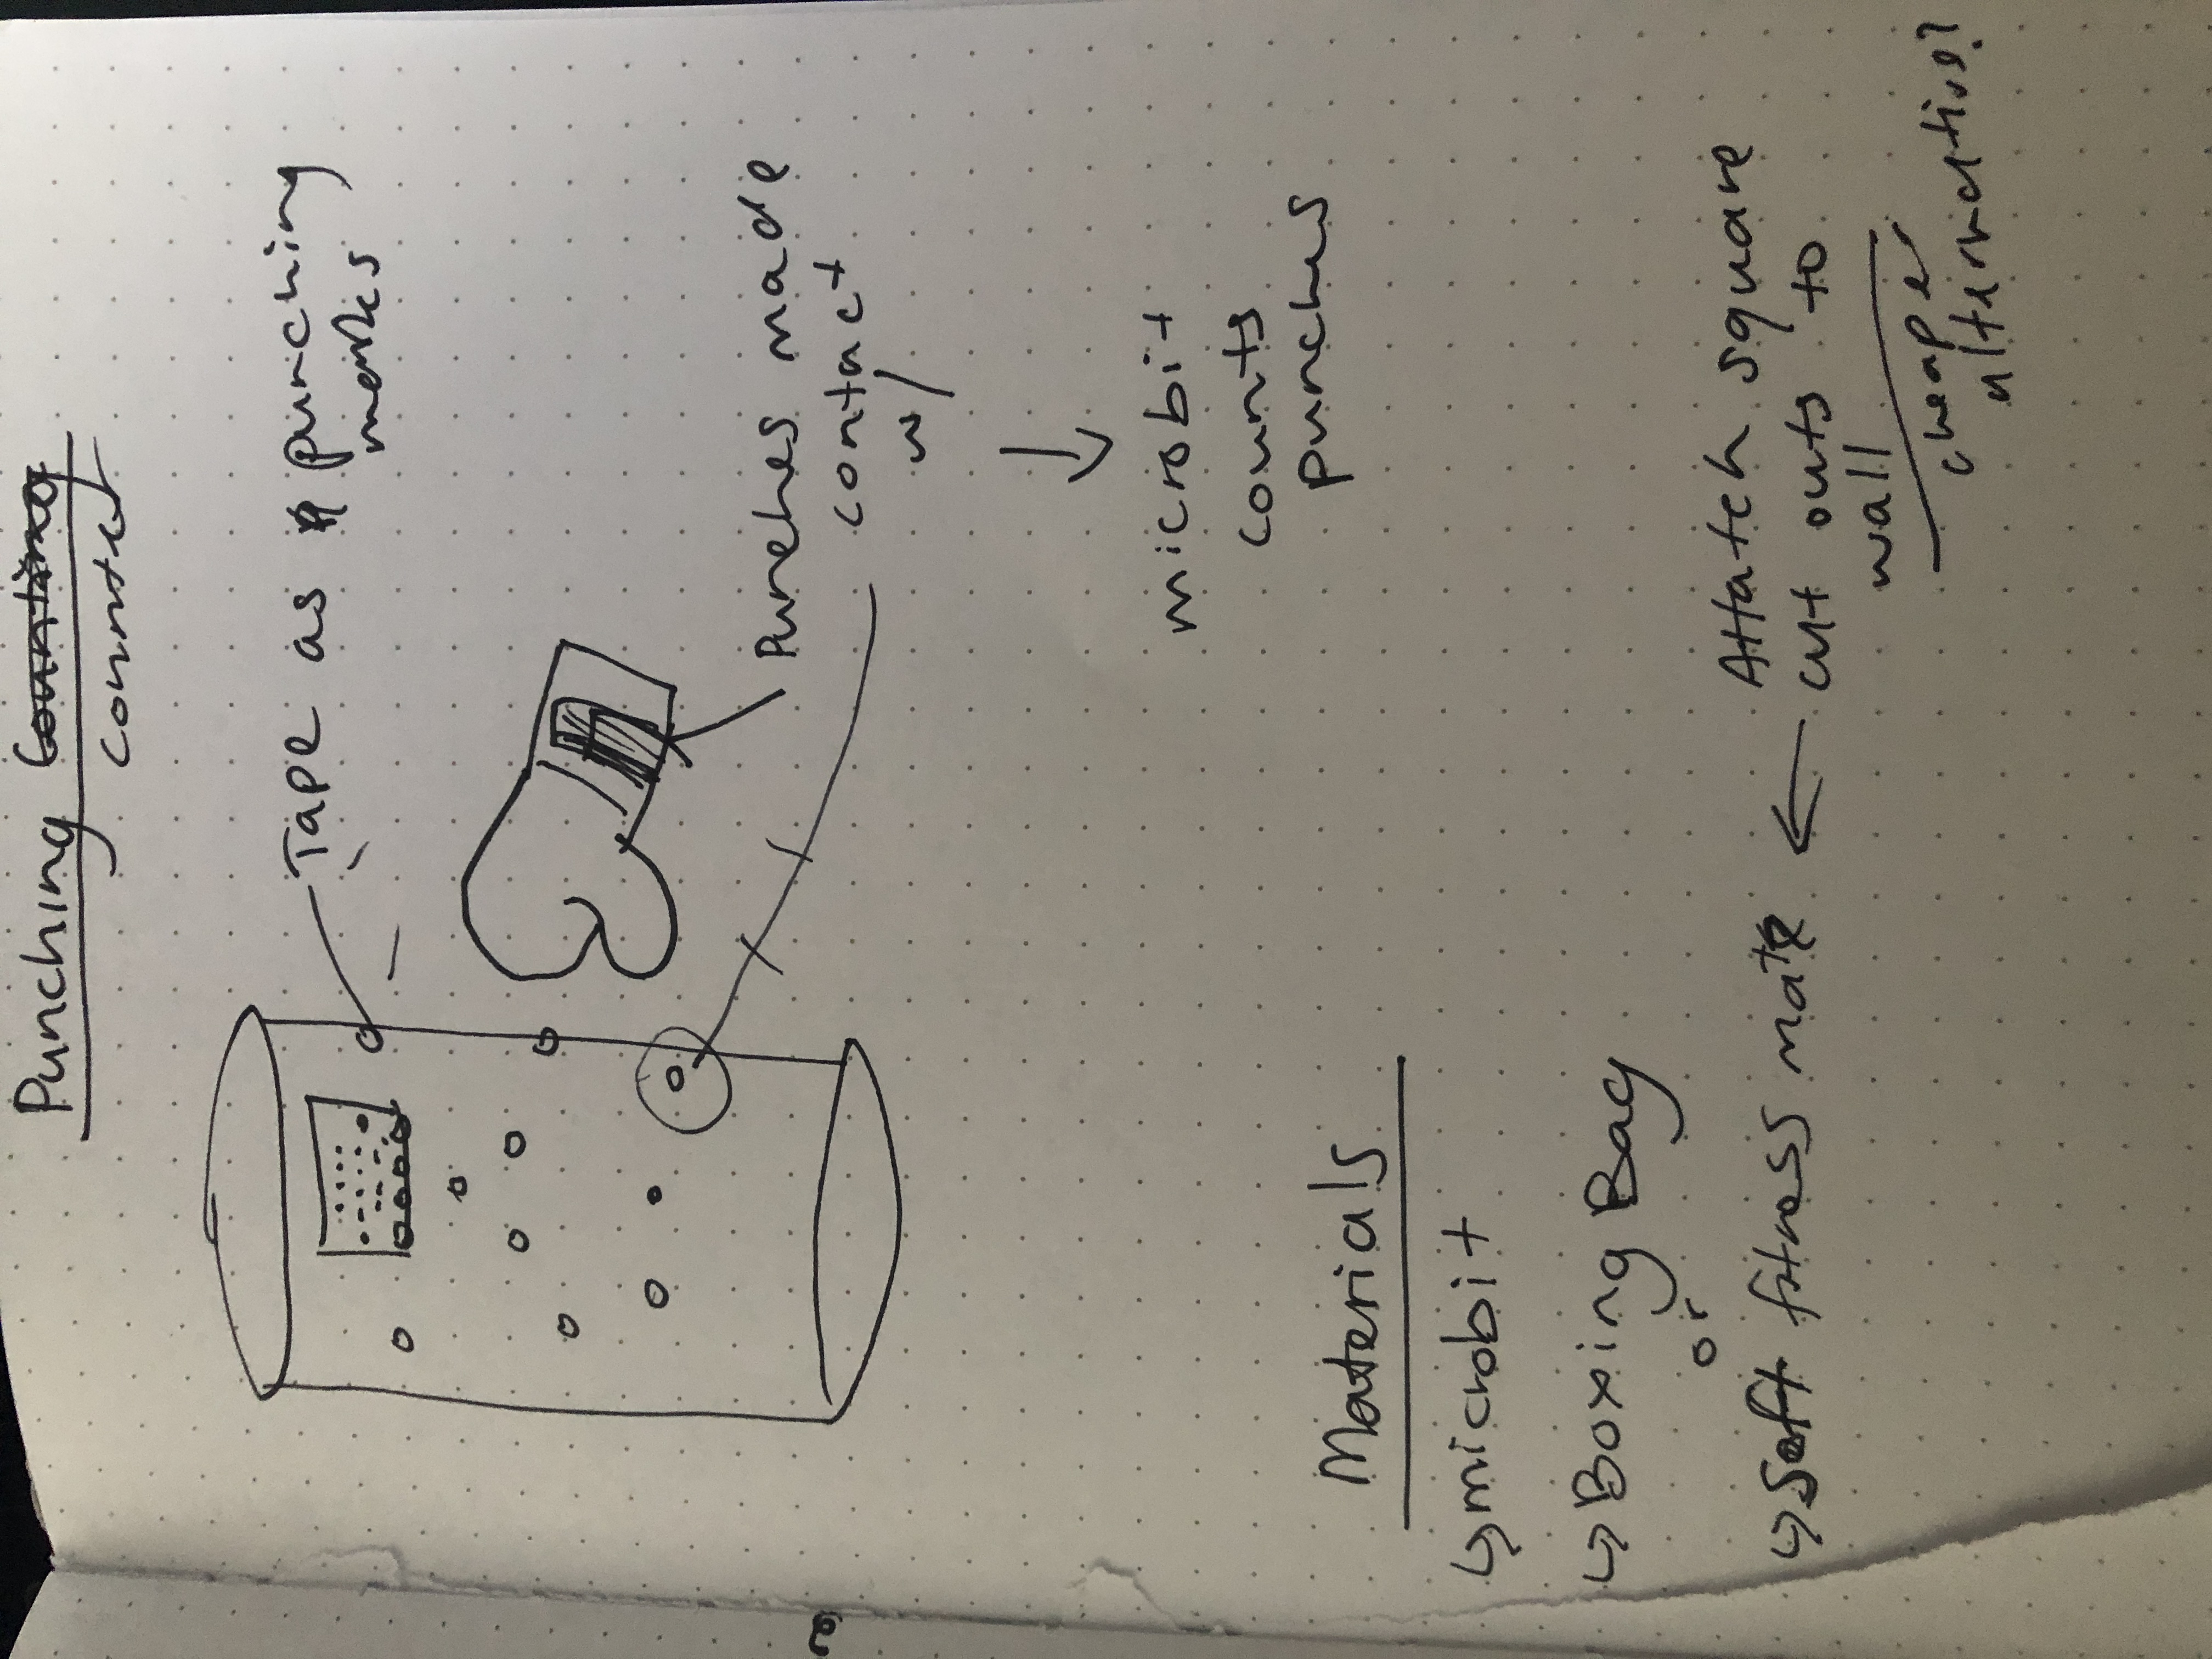 Punching Counting
Counter
Tape as punching
marks
Punches made
contact
w/
microbit
counts
punches
Materials
microbit
Boxing Bag
or
Soft fitness mat
Attatch square
cut outs to
wall
cheaper
alternative?